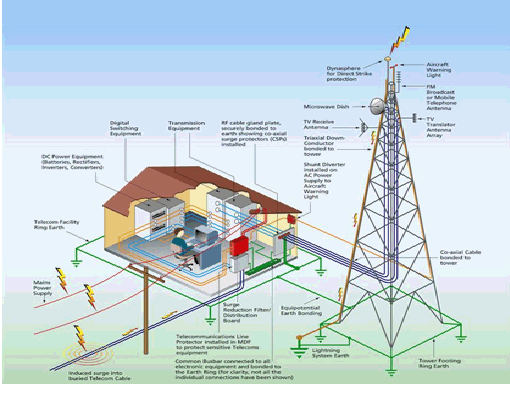 Dynasphere
for Direct Strike
protection
Aircraft
Warning
Light
FM
Broadcast
or Mobile
Telephone
Antenna
Microwave Dish
TV Receive
Antenna
TV
Translator
Antenna
Array
Triaxial Down-
Conductor
bonded to
tower
Shunt Diverter
installed on
AC Power
Supply to
Aircraft
Warning
Light
Digital
Switching
Equipment
Transmission
Equipment
RF cable gland plate,
securely bonded to
earth showing co-axial
surge protectors (CSPs)
installed
DC Power Equipment
(Batteries, Rectifiers,
Inverters, Converters)
Telecom Facility
Ring Earth
Co-axial Cable
bonded to
tower
Mains
Power
Supply
Surge
Reduction Filter/
Distribution
Board
Equipotential
Earth Bonding
Telecommunications Line
Protector installed in MDF
to protect sensitive Telecoms
equipment
Common Busbar connected to all
electronic equipment and bonded to
the Earth Ring (for clarity, not all the
individual connections have been shown)
Lightning
System Earth
Tower Footing
Ring Earth
Induced surge into
Buried Telecom Cable